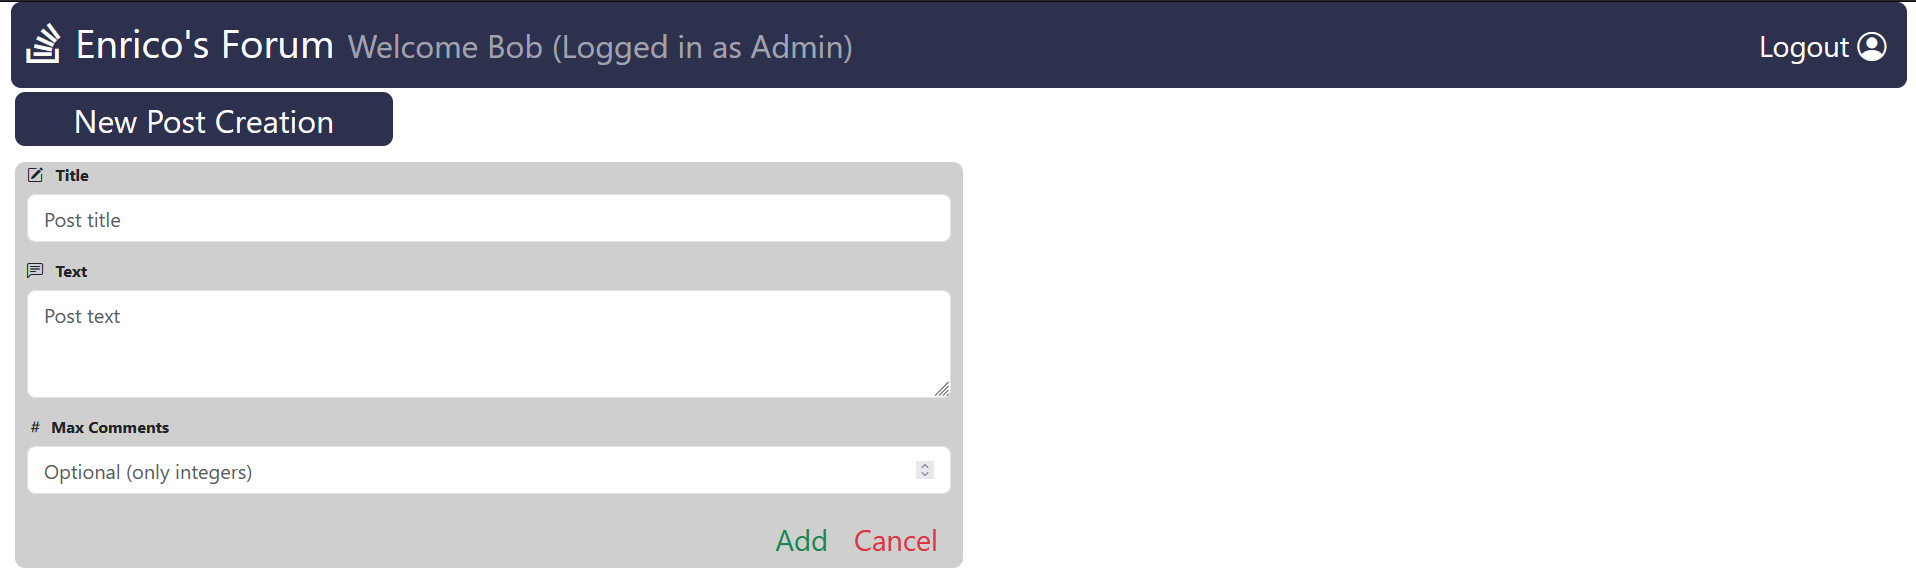 Enrico's Forum Welcome Bob (Logged in as Admin) Logout
New Post Creation
Title
Post title
Text
Post text
# Max Comments
Optional (only integers)
Add Cancel